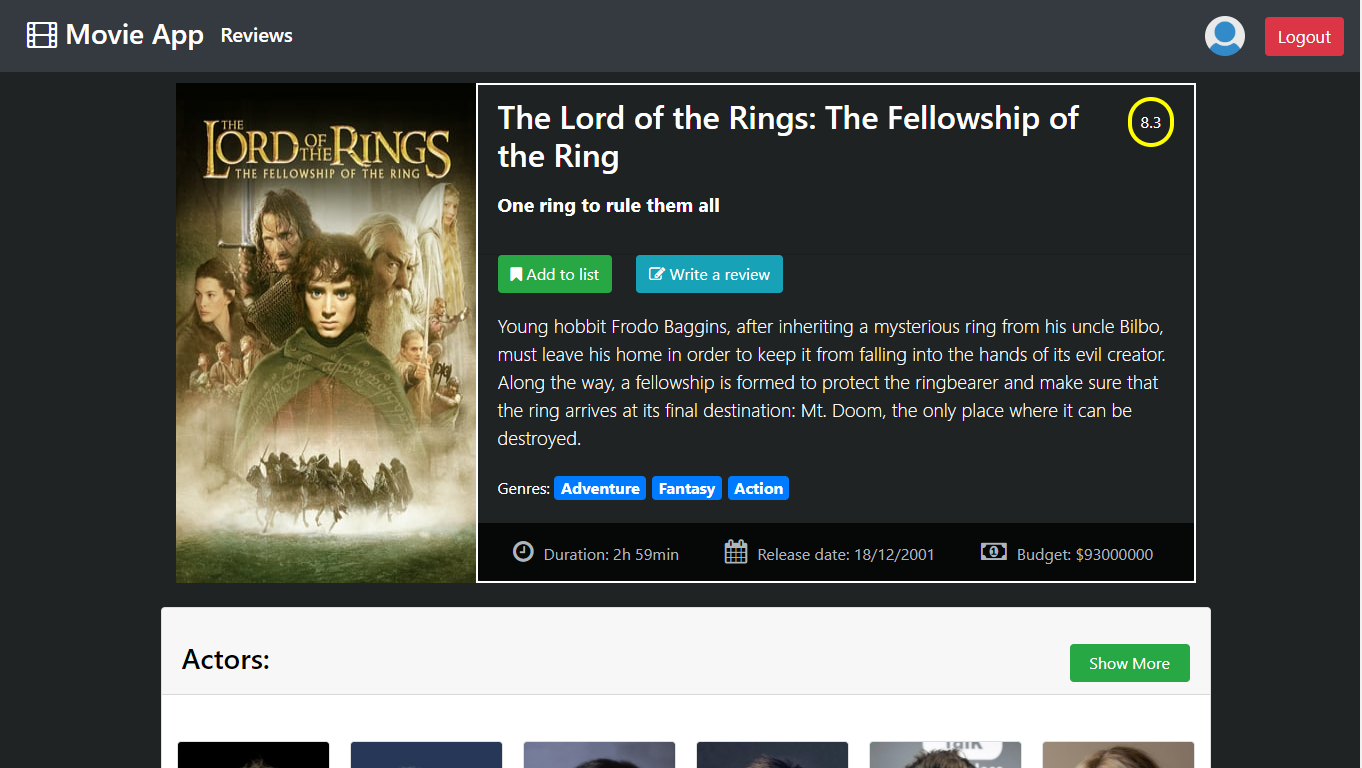 Movie App Reviews
Logout
THE
LORD OF THE RINGS
THE FELLOWSHIP OF THE RING
The Lord of the Rings: The Fellowship of
the Ring
8.3
One ring to rule them all
Add to list
Write a review
Young hobbit Frodo Baggins, after inheriting a mysterious ring from his uncle Bilbo,
must leave his home in order to keep it from falling into the hands of its evil creator.
Along the way, a fellowship is formed to protect the ringbearer and make sure that
the ring arrives at its final destination: Mt. Doom, the only place where it can be
destroyed.
Genres: Adventure Fantasy Action
Duration: 2h 59min
Release date: 18/12/2001
Budget: $93000000
Actors:
Show More